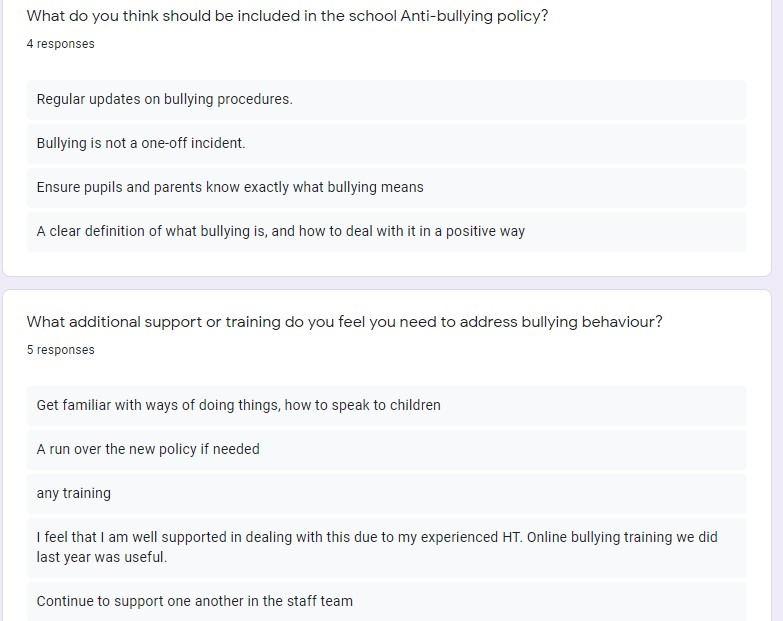 What do you think should be included in the school Anti-bullying policy?
4 responses
Regular updates on bullying procedures.
Bullying is not a one-off incident.
Ensure pupils and parents know exactly what bullying means
A clear definition of what bullying is, and how to deal with it in a positive way
What additional support or training do you feel you need to address bullying behaviour?
5 responses
Get familiar with ways of doing things, how to speak to children
A run over the new policy if needed
any training
I feel that I am well supported in dealing with this due to my experienced HT. Online bullying training we did
last year was useful.
Continue to support one another in the staff team